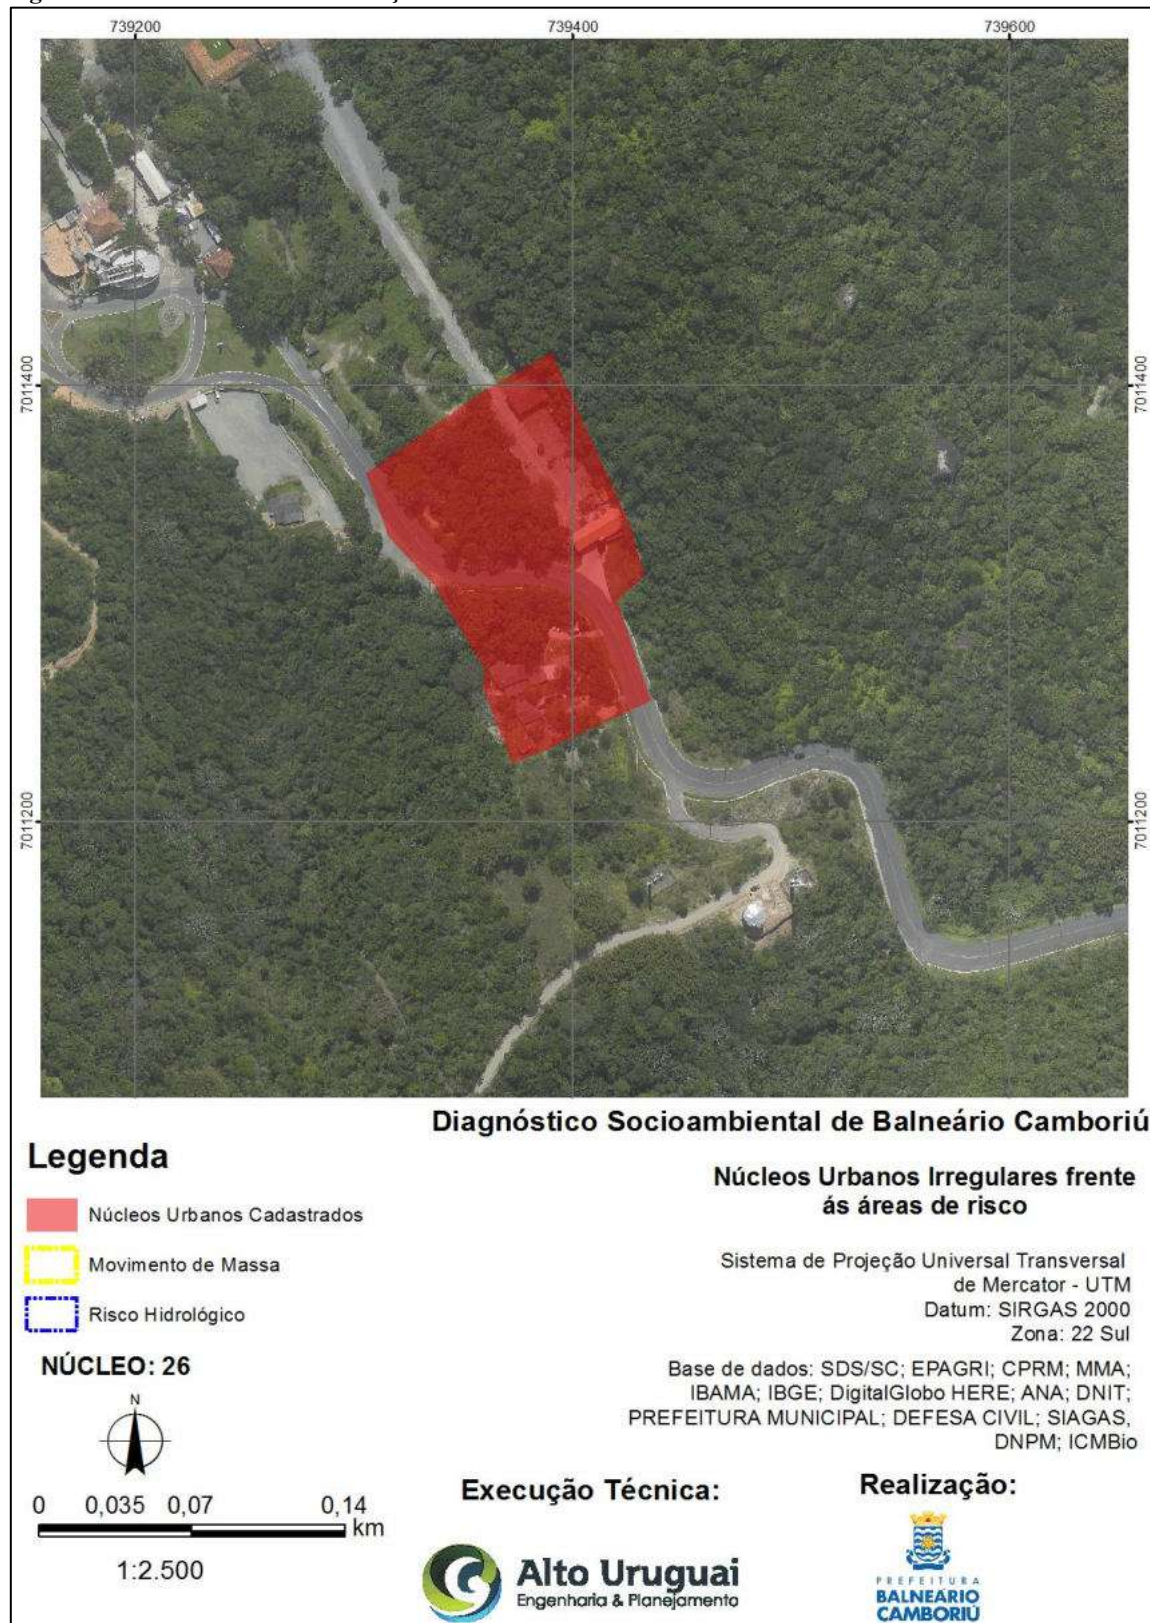 739200 739400 739600
7011400 7011400
7011200 7011200
Diagnóstico Socioambiental de Balneário Camboriú
Legenda
Núcleos Urbanos Cadastrados
Movimento de Massa
Risco Hidrológico
NÚCLEO: 26
N
0 0,035 0,07 0,14
km
1:2.500
Núcleos Urbanos Irregulares frente
ás áreas de risco
Sistema de Projeção Universal Transversal
de Mercator - UTM
Datum: SIRGAS 2000
Zona: 22 Sul
Base de dados: SDS/SC; EPAGRI; CPRM; MMA;
IBAMA; IBGE; DigitalGlobo HERE; ANA; DNIT;
PREFEITURA MUNICIPAL; DEFESA CIVIL; SIAGAS,
DNPM; ICMBio
Execução Técnica:
Alto Uruguai
Engenharia & Planejamento
Realização:
PREFEITURA
BALNEÁRIO
CAMBORIÚ